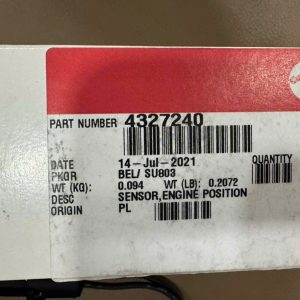 PART NUMBER 4327240
DATE 14-Jul-2021 QUANTITY
PKGR BEL/ SU803
WT (KG): 0.094 WT (LB): 0.2072
DESC SENSOR,ENGINE POSITION
ORIGIN PL